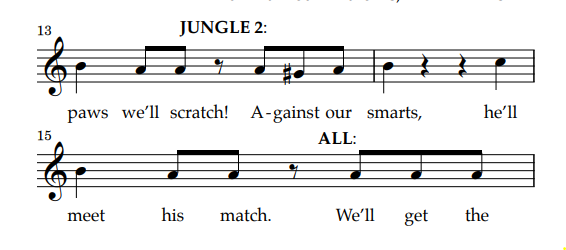 13
JUNGLE 2:
paws we'll scratch! A-gainst our smarts, he'll
15
ALL:
meet his match. We'll get the